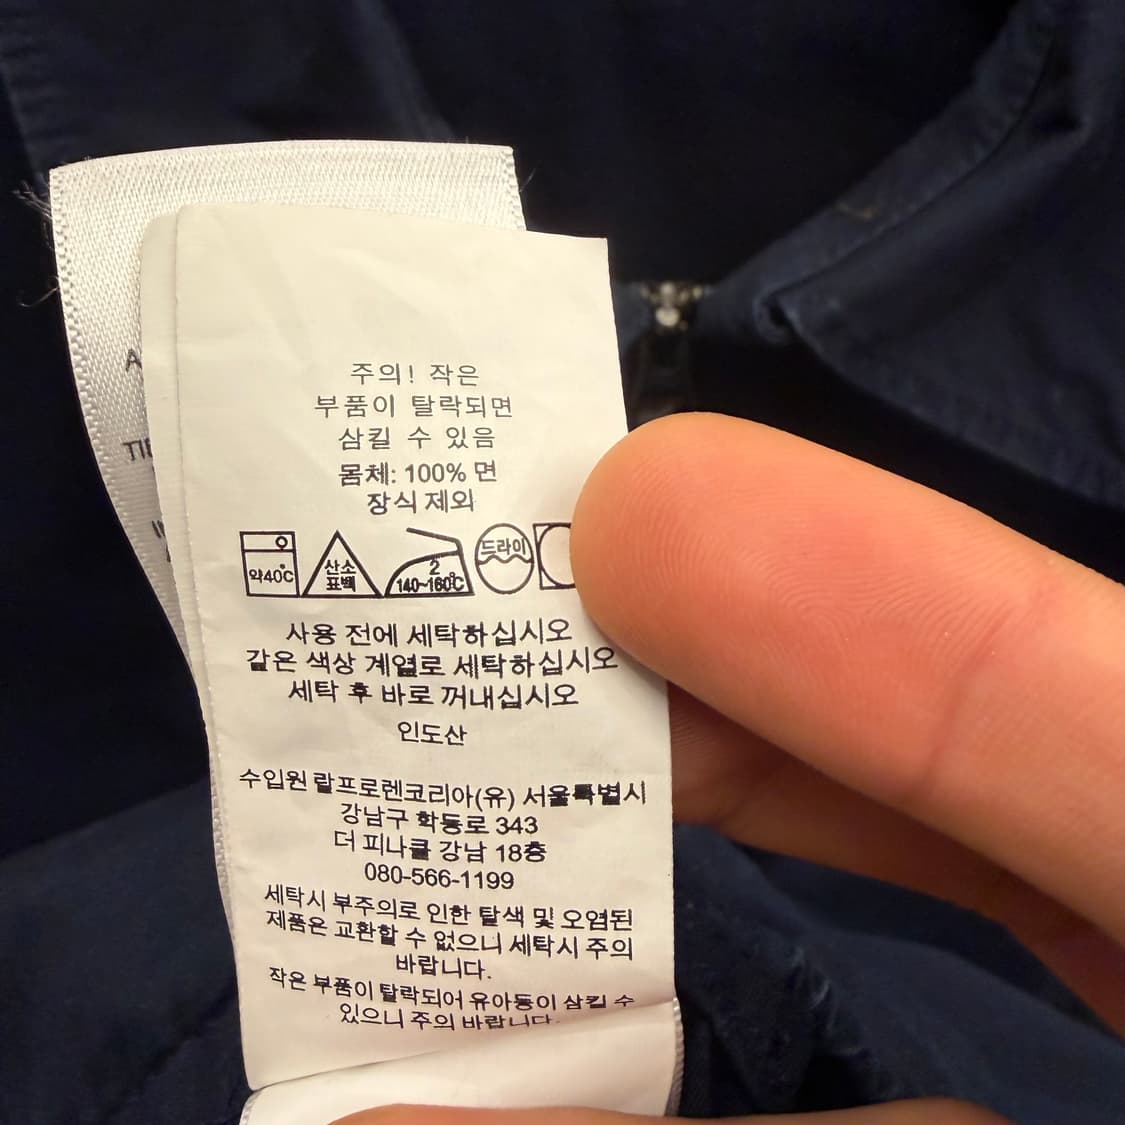 주의! 작은
부품이 탈락되면
삼킬 수 있음
몸체: 100% 면
장식 제외
약40℃
산소
표백
2
140~160℃
드라이
사용 전에 세탁하십시오
같은 색상 계열로 세탁하십시오
세탁 후 바로 꺼내십시오
인도산
수입원 랄프로렌코리아(유) 서울특별시
강남구 학동로 343
더 피나클 강남 18층
080-566-1199
세탁시 부주의로 인한 탈색 및 오염된
제품은 교환할 수 없으니 세탁시 주의
바랍니다.
작은 부품이 탈락되어 유아동이 삼킬 수
있으니 주의 바랍니다.